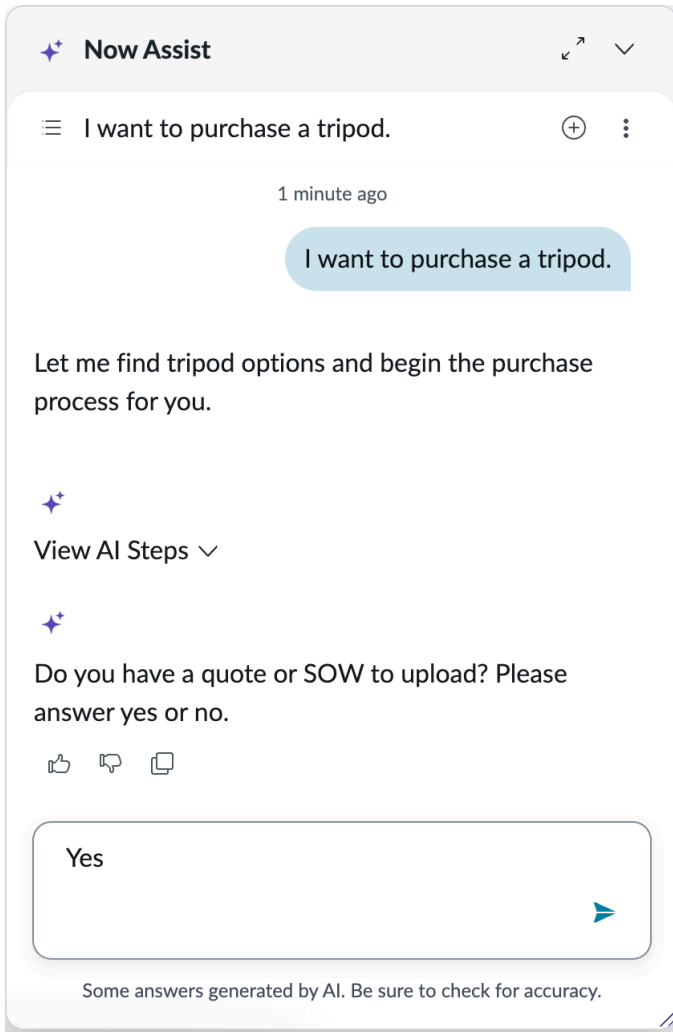 Now Assist
I want to purchase a tripod.
1 minute ago
I want to purchase a tripod.
Let me find tripod options and begin the purchase
process for you.
View AI Steps
Do you have a quote or SOW to upload? Please
answer yes or no.
Yes
Some answers generated by AI. Be sure to check for accuracy.